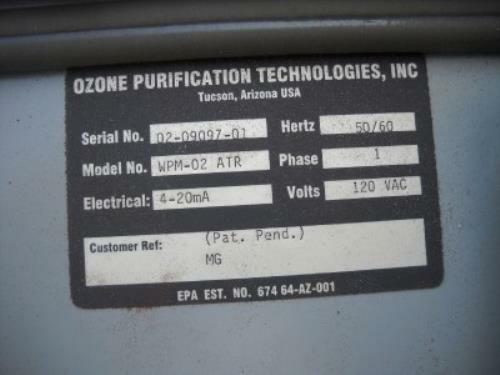 OZONE PURIFICATION TECHNOLOGIES, INC
Tucson, Arizona USA
Serial No. 02-09097-01 Hertz 50/60
Model No. WPM-02 ATR Phase 1
Electrical: 4-20mA Volts 120 VAC
Customer Ref: (Pat. Pend.)
MG
EPA EST. NO. 674 64-AZ-001